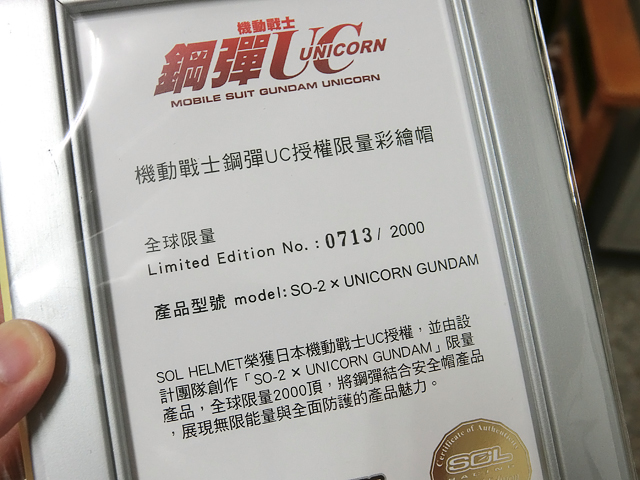 機動戰士
鋼彈UC UNICORN
MOBILE SUIT GUNDAM UNICORN
機動戰士鋼彈UC授權限量彩繪帽
全球限量
Limited Edition No. : 0713 / 2000
產品型號 model: SO-2 × UNICORN GUNDAM
SOL HELMET榮獲日本機動戰士UC授權，並由設
計團隊創作「SO-2 × UNICORN GUNDAM」限量
產品，全球限量2000頂，將鋼彈結合安全帽產品
，展現無限能量與全面防護的產品魅力。
Certificate of Authenticity
SOL